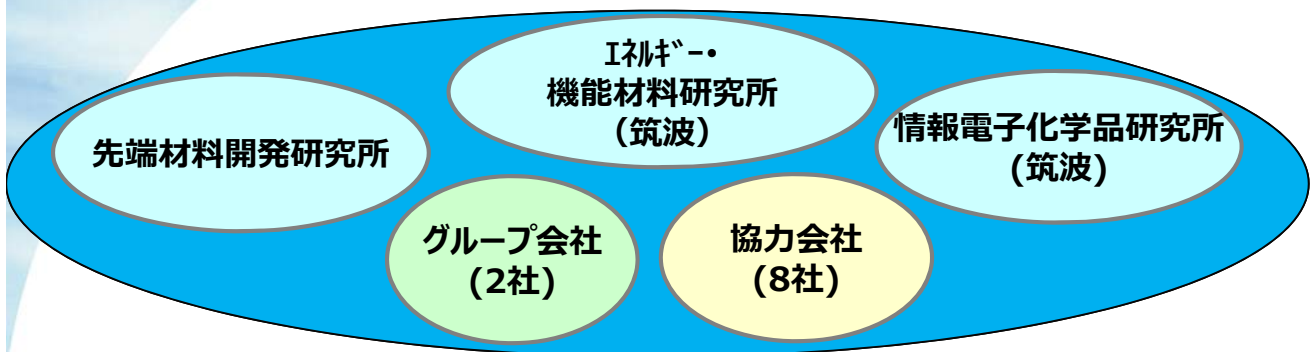 ｴﾈﾙｷﾞｰ・
機能材料研究所
(筑波)
先端材料開発研究所
情報電子化学品研究所
(筑波)
グループ会社
(2社)
協力会社
(8社)